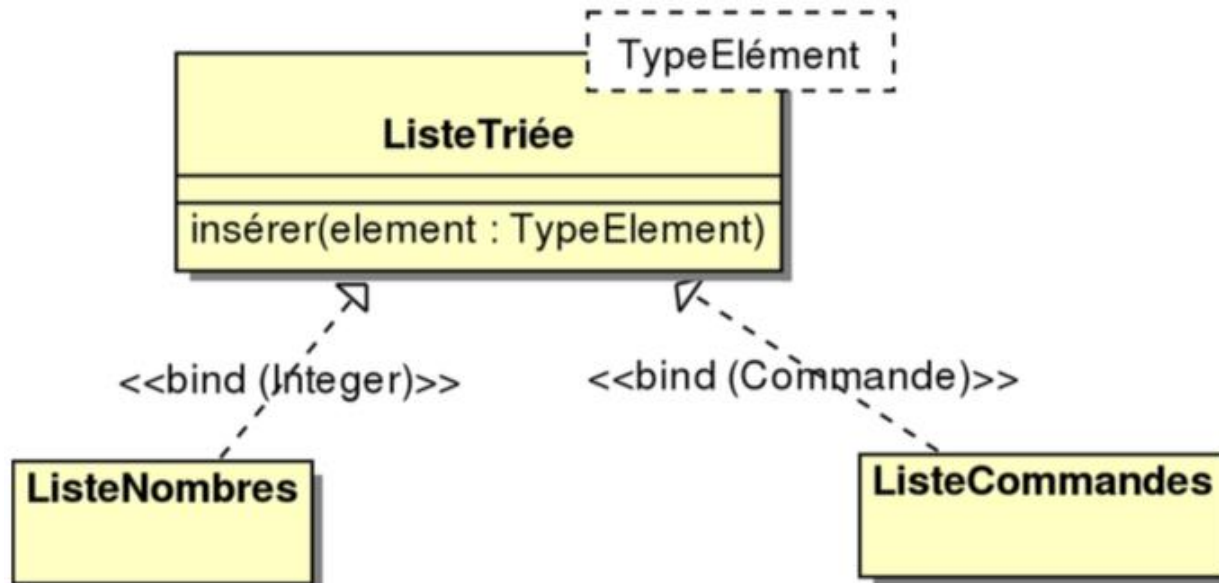 TypeElément
ListeTriée
insérer(element : TypeElement)
<<bind (Integer)>>
<<bind (Commande)>>
ListeNombres
ListeCommandes